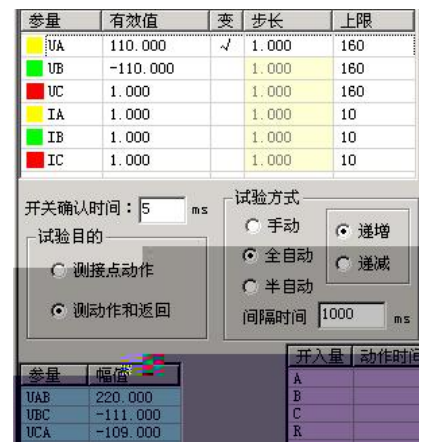 参量 有效值 变 步长 上限
UA 110.000 √ 1.000 160
UB -110.000 1.000 160
UC 1.000 1.000 160
IA 1.000 1.000 10
IB 1.000 1.000 10
IC 1.000 1.000 10
开关确认时间：5 ms
试验目的
测接点动作
测动作和返回
试验方式
手动
全自动
半自动
递增
递减
间隔时间 1000 ms
参量 幅值
UAB 220.000
UBC -111.000
UCA -109.000
开入量 动作时间
A
B
C
R